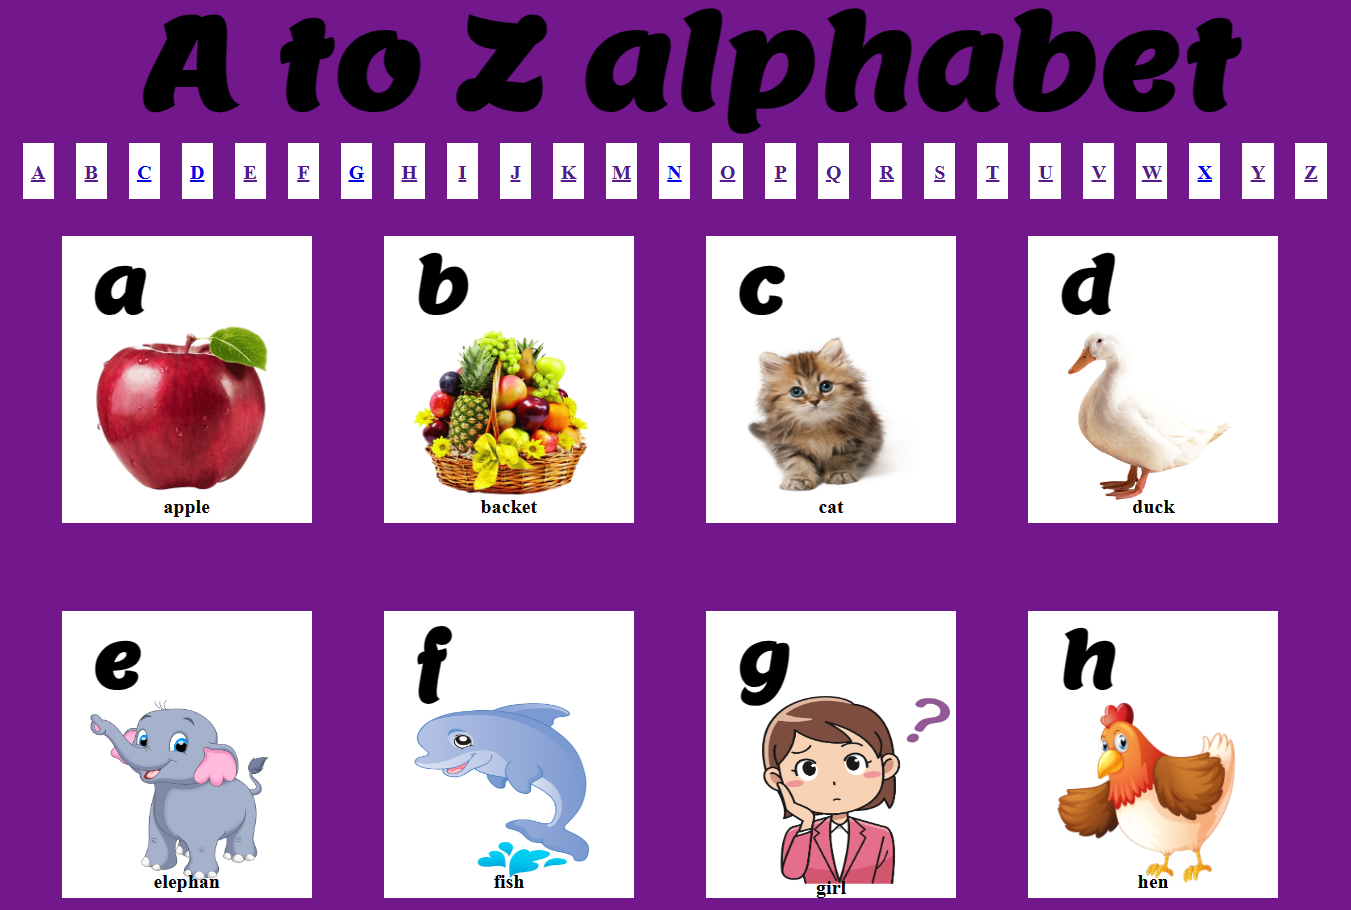 A to Z alphabet
A B C D E F G H I J K M N O P Q R S T U V W X Y Z
a b c d
apple backet cat duck
e f g h
?
elephan fish girl hen